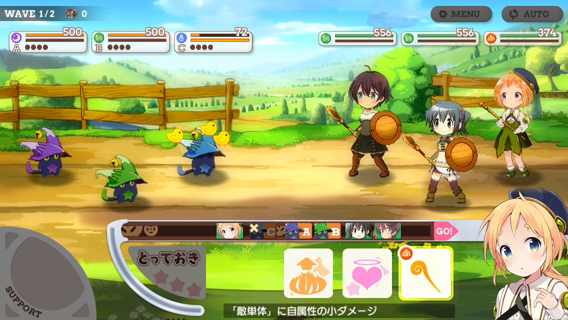 WAVE 1/2 0 MENU AUTO
500 500 72 556 556 374
A B C
C A B GO!
とっておき
SUPPORT
「敵単体」に自属性の小ダメージ